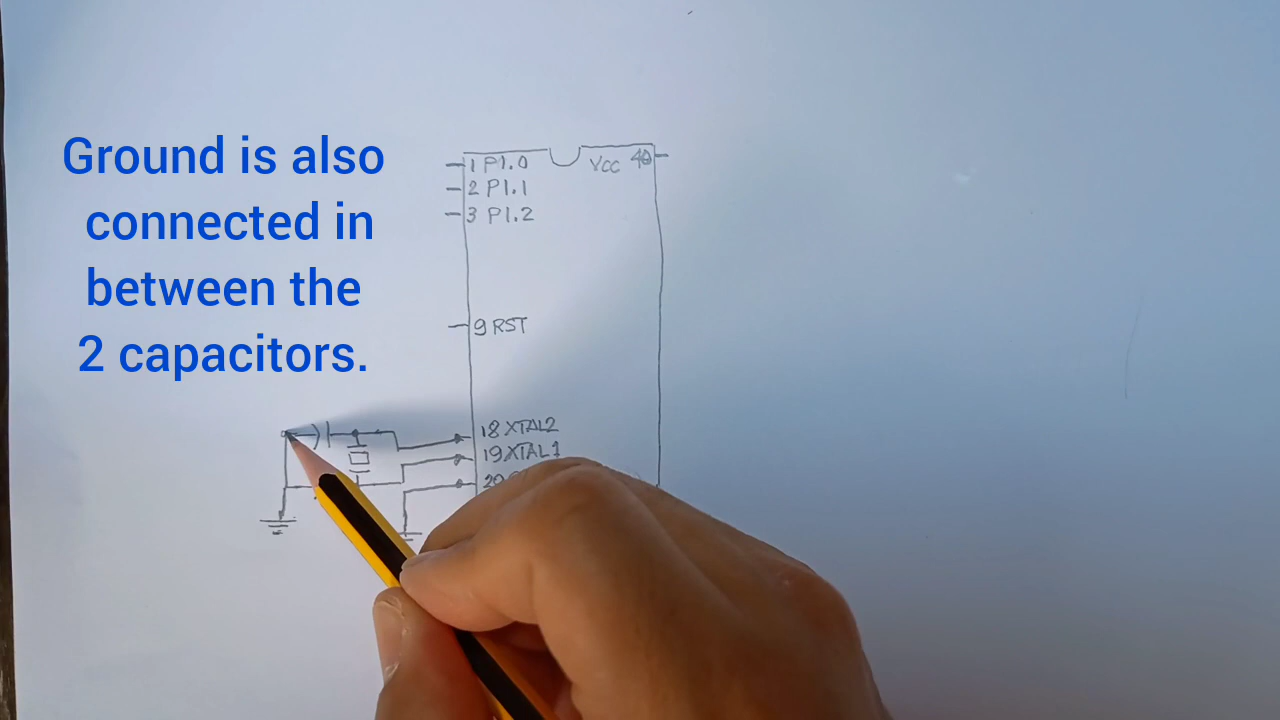 Ground is also
connected in
between the
2 capacitors.
1 P1.0
VCC 40
2 P1.1
3 P1.2
9 RST
18 XTAL2
19 XTAL1
20